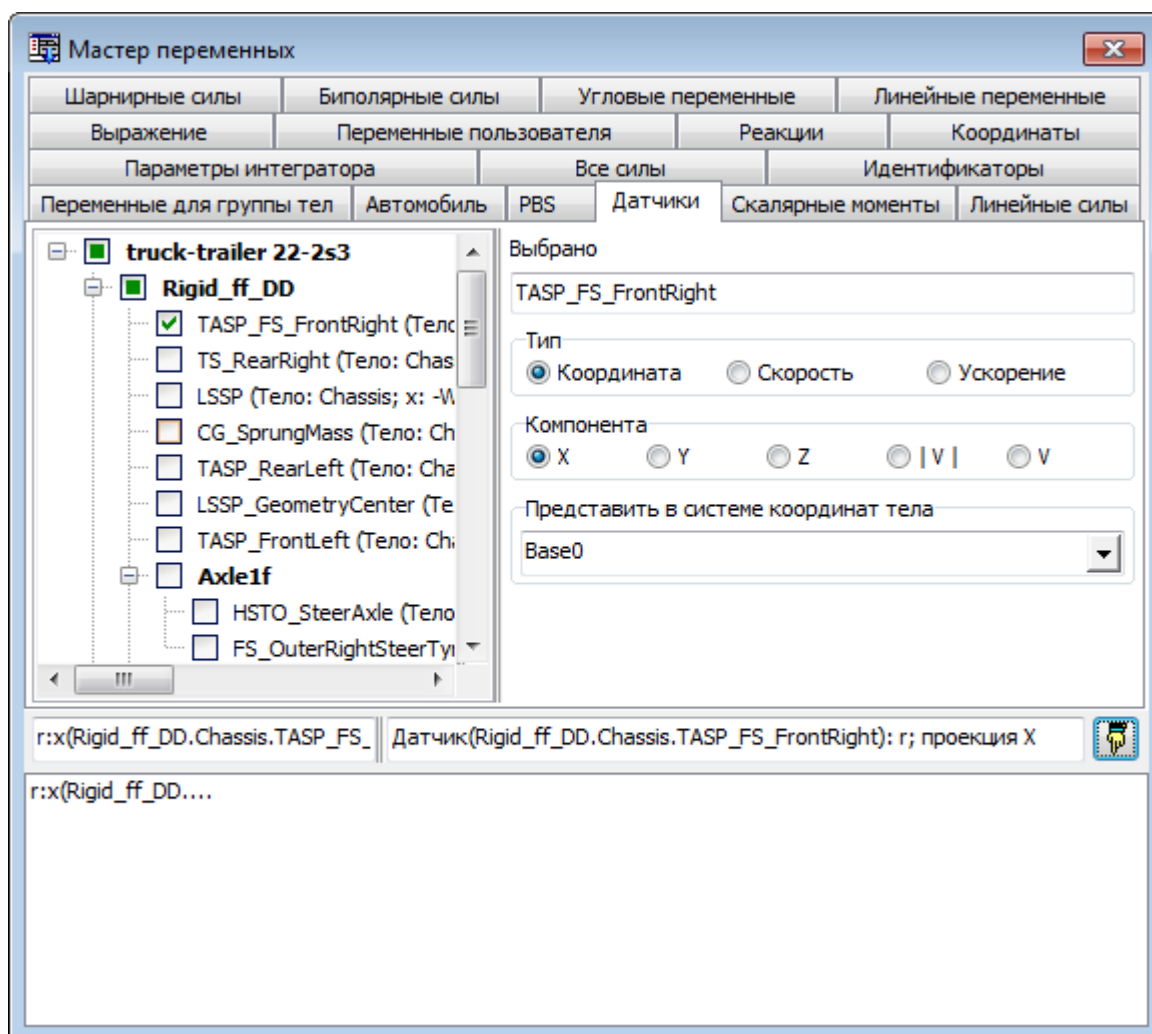 Мастер переменных
Шарнирные силы Биполярные силы Угловые переменные Линейные переменные
Выражение Переменные пользователя Реакции Координаты
Параметры интегратора Все силы Идентификаторы
Переменные для группы тел Автомобиль PBS Датчики Скалярные моменты Линейные силы
truck-trailer 22-2s3
Rigid_ff_DD
TASP_FS_FrontRight (Тело
TS_RearRight (Тело: Chas
LSSP (Тело: Chassis; x: -W
CG_SprungMass (Тело: Ch
TASP_RearLeft (Тело: Cha
LSSP_GeometryCenter (Те
TASP_FrontLeft (Тело: Cha
Axle1f
HSTO_SteerAxle (Тело
FS_OuterRightSteerTyr
Выбрано
TASP_FS_FrontRight
Тип
Координата Скорость Ускорение
Компонента
X Y Z | V | V
Представить в системе координат тела
Base0
r:x(Rigid_ff_DD.Chassis.TASP_FS_ Датчик(Rigid_ff_DD.Chassis.TASP_FS_FrontRight): r; проекция X
r:x(Rigid_ff_DD....